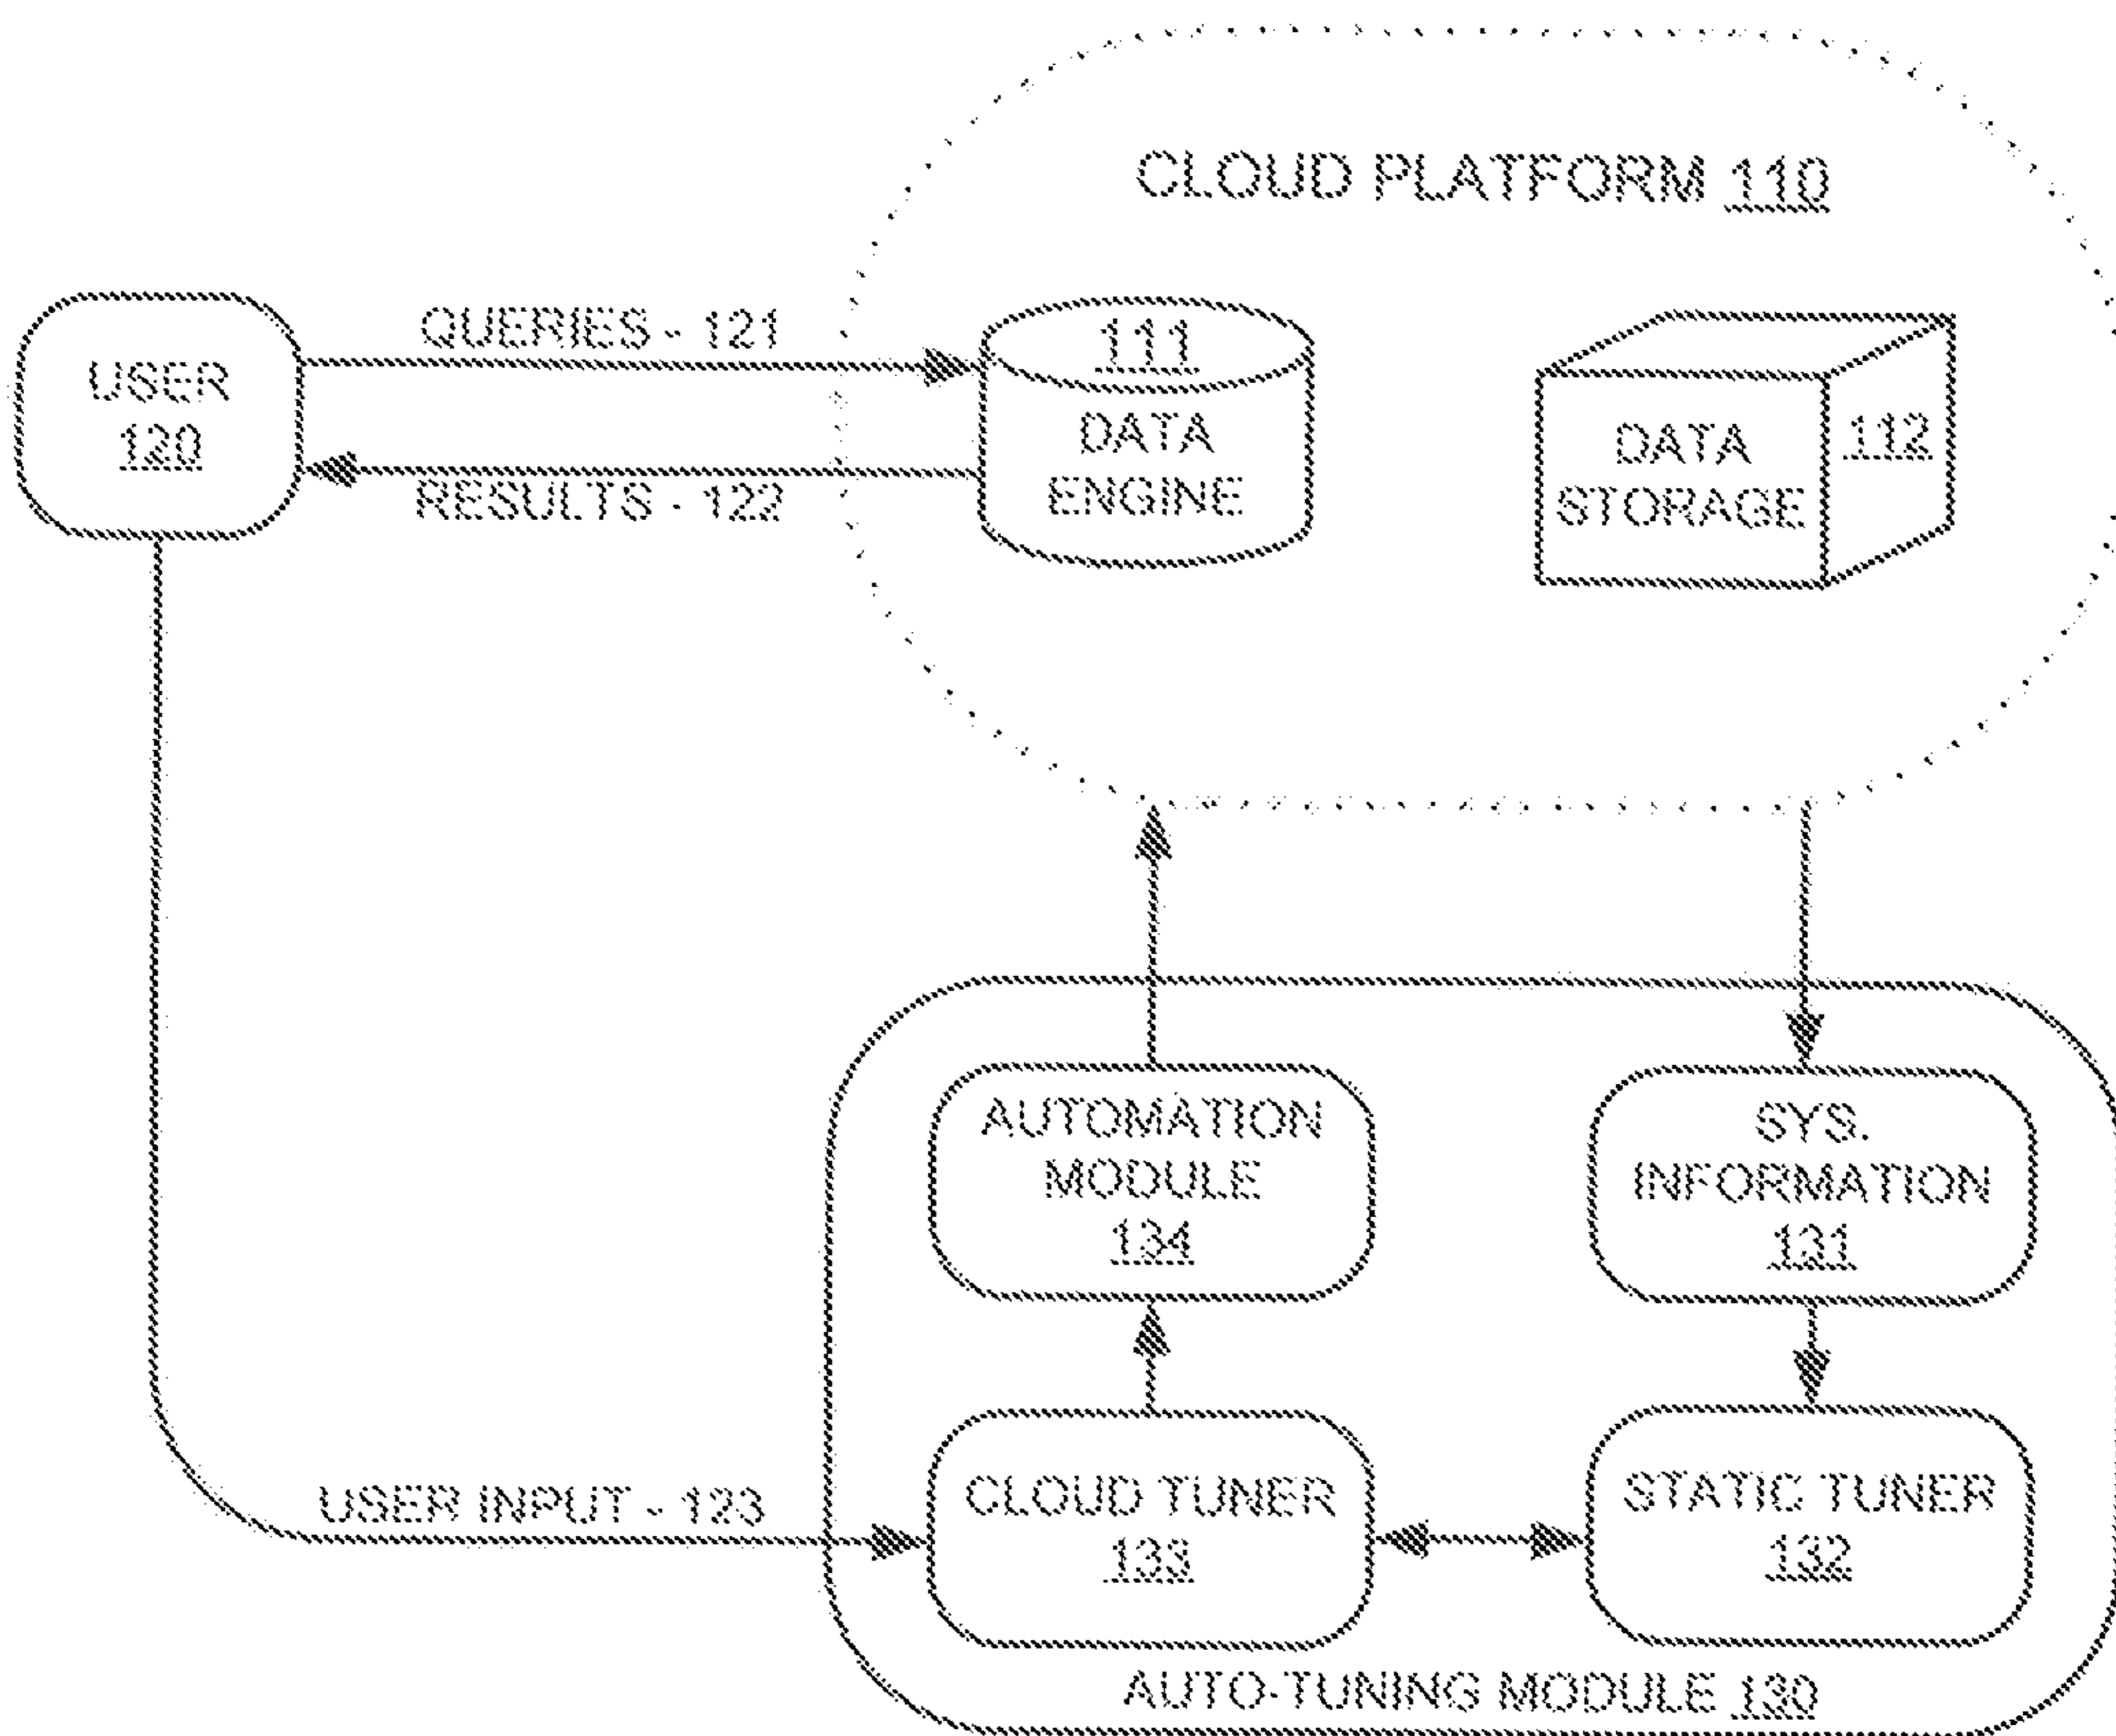 CLOUD PLATFORM 110
QUERIES - 121
111
USER
120
DATA
ENGINE
112
DATA
STORAGE
RESULTS - 122
AUTOMATION
MODULE
134
SYS.
INFORMATION
131
USER INPUT - 123
CLOUD TUNER
133
STATIC TUNER
132
AUTO-TUNING MODULE 130